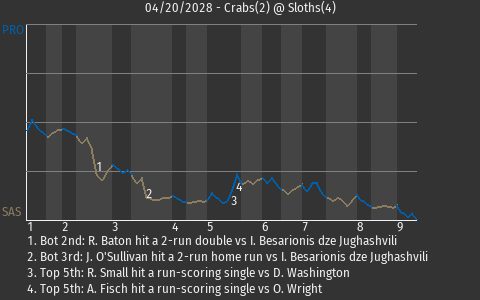 04/20/2028 - Crabs(2) @ Sloths(4)
PRO
SAS
1
2
3
4
1 2 3 4 5 6 7 8 9
1. Bot 2nd: R. Baton hit a 2-run double vs I. Besarionis dze Jughashvili
2. Bot 3rd: J. O'Sullivan hit a 2-run home run vs I. Besarionis dze Jughashvili
3. Top 5th: R. Small hit a run-scoring single vs D. Washington
4. Top 5th: A. Fisch hit a run-scoring single vs O. Wright